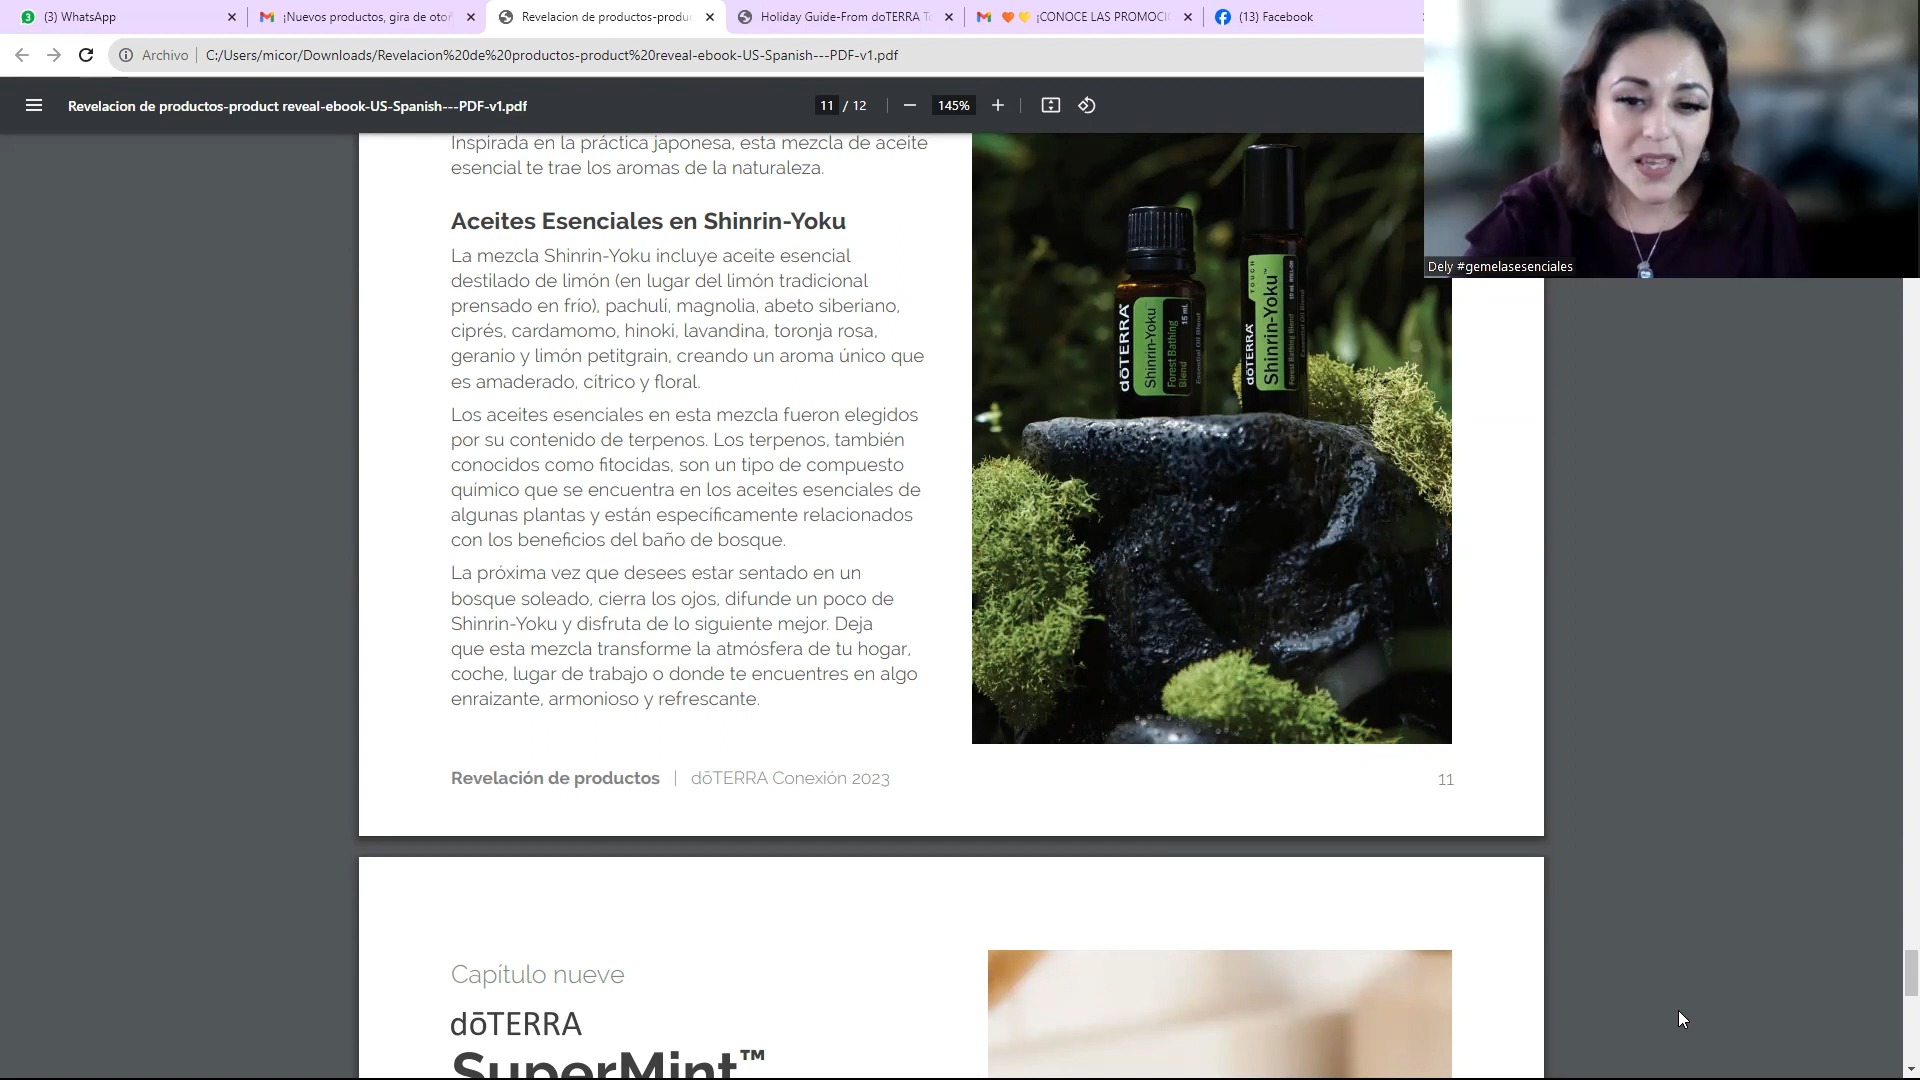 (3) WhatsApp
¡Nuevos productos, gira de otoñ
Revelacion de productos-produc
Holiday Guide-From doTERRA T
¡CONOCE LAS PROMOCI
(13) Facebook
Archivo
C:/Users/micor/Downloads/Revelacion%20de%20productos-product%20reveal-ebook-US-Spanish---PDF-v1.pdf
Revelacion de productos-product reveal-ebook-US-Spanish---PDF-v1.pdf
11 / 12
145%
Dely #gemelasesenciales
Inspirada en la práctica japonesa, esta mezcla de aceite
esencial te trae los aromas de la naturaleza.
Aceites Esenciales en Shinrin-Yoku
La mezcla Shinrin-Yoku incluye aceite esencial
destilado de limón (en lugar del limón tradicional
prensado en frío), pachulí, magnolia, abeto siberiano,
ciprés, cardamomo, hinoki, lavandina, toronja rosa,
geranio y limón petitgrain, creando un aroma único que
es amaderado, cítrico y floral.
Los aceites esenciales en esta mezcla fueron elegidos
por su contenido de terpenos. Los terpenos, también
conocidos como fitocidas, son un tipo de compuesto
químico que se encuentra en los aceites esenciales de
algunas plantas y están específicamente relacionados
con los beneficios del baño de bosque.
La próxima vez que desees estar sentado en un
bosque soleado, cierra los ojos, difunde un poco de
Shinrin-Yoku y disfruta de lo siguiente mejor. Deja
que esta mezcla transforme la atmósfera de tu hogar,
coche, lugar de trabajo o donde te encuentres en algo
enraizante, armonioso y refrescante.
dōTERRA
Shinrin-Yoku
Forest Bathing
Blend
Essential Oil Blend
15 mL
dōTERRA
TOUCH
Shinrin-Yoku™
Forest Bathing Blend
Essential Oil Blend
Revelación de productos | dōTERRA Conexión 2023
11
Capítulo nueve
dōTERRA
SuperMint™